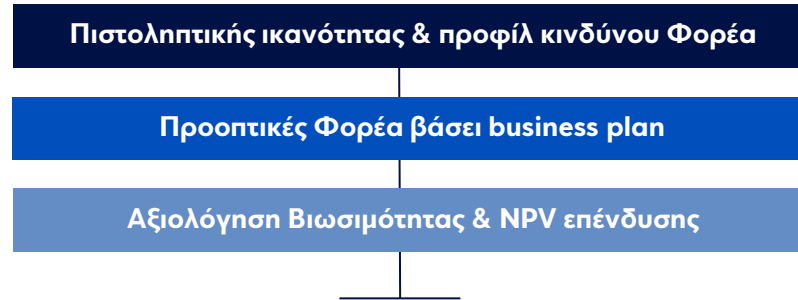 Πιστοληπτικής ικανότητας & προφίλ κινδύνου Φορέα
Προοπτικές Φορέα βάσει business plan
Αξιολόγηση Βιωσιμότητας & NPV επένδυσης